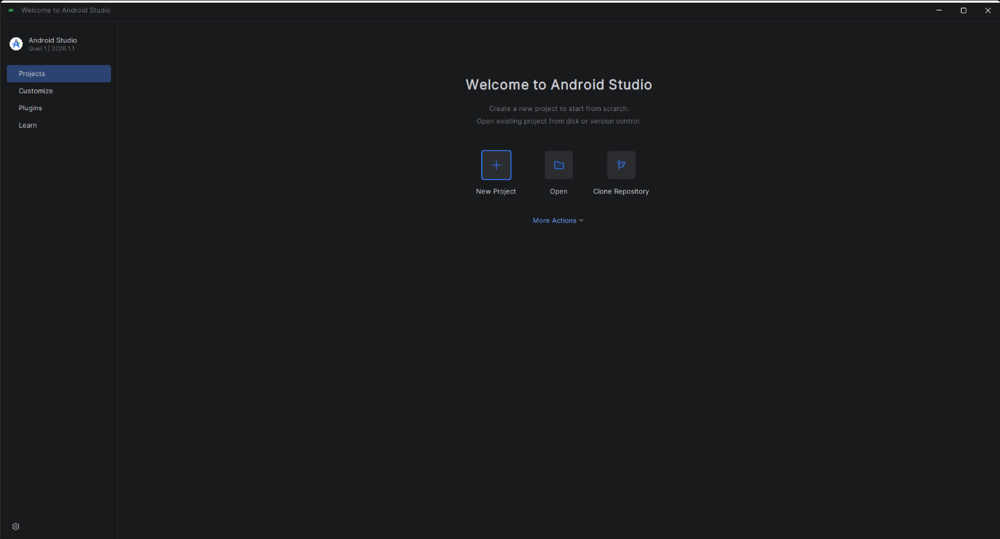 Welcome to Android Studio
Android Studio
Quail 1 | 2026.1.1
Projects
Customize
Plugins
Learn
Welcome to Android Studio
Create a new project to start from scratch.
Open existing project from disk or version control.
New Project
Open
Clone Repository
More Actions